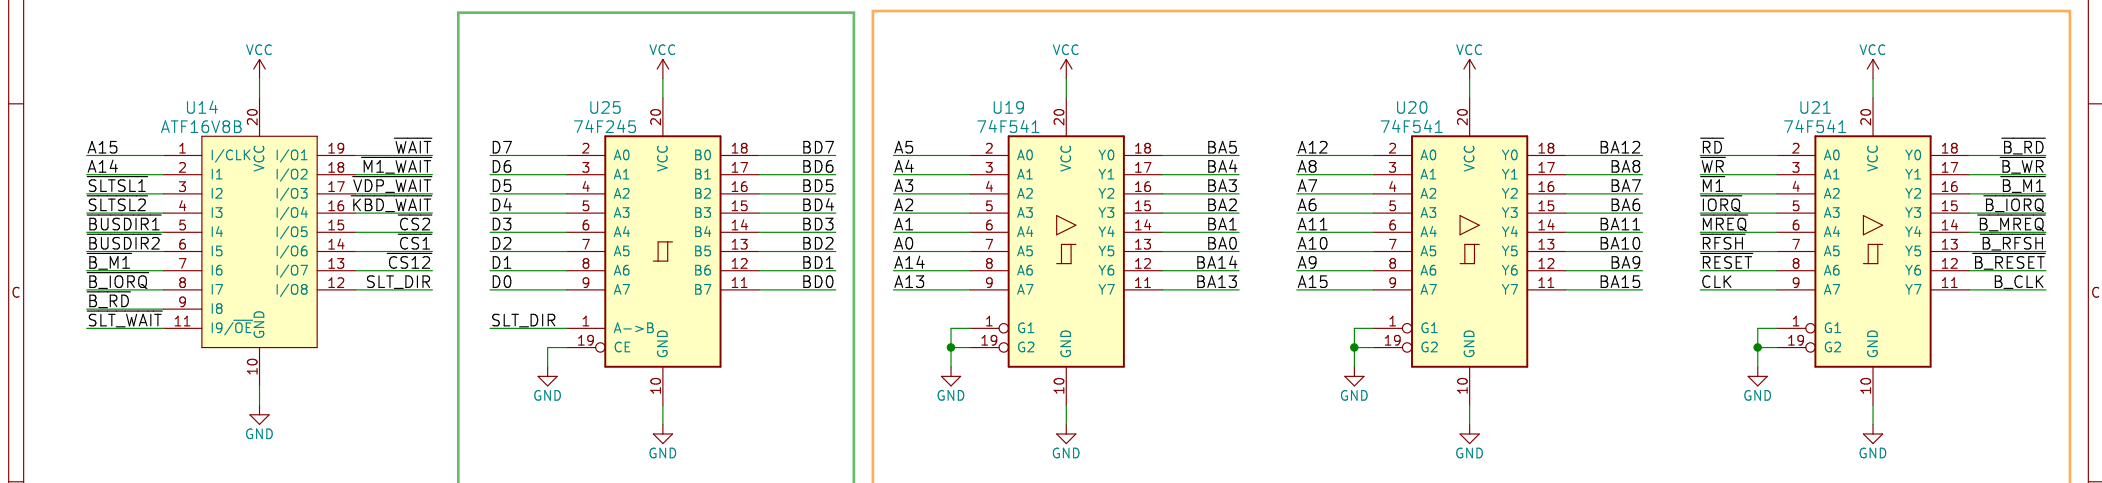 VCC VCC VCC VCC VCC
U14 U25 U19 U20 U21
ATF16V8B 74F245 74F541 74F541 74F541
20 20 20 20 20
VCC VCC VCC VCC VCC
A15 1 I/CLK I/O1 19 WAIT D7 2 A0 B0 18 BD7 A5 2 A0 Y0 18 BA5 A12 2 A0 Y0 18 BA12 RD 2 A0 Y0 18 B_RD
A14 2 I1 I/O2 18 M1_WAIT D6 3 A1 B1 17 BD6 A4 3 A1 Y1 17 BA4 A8 3 A1 Y1 17 BA8 WR 3 A1 Y1 17 B_WR
SLTSL1 3 I2 I/O3 17 VDP_WAIT D5 4 A2 B2 16 BD5 A3 4 A2 Y2 16 BA3 A7 4 A2 Y2 16 BA7 M1 4 A2 Y2 16 B_M1
SLTSL2 4 I3 I/O4 16 KBD_WAIT D4 5 A3 B3 15 BD4 A2 5 A3 Y3 15 BA2 A6 5 A3 Y3 15 BA6 IORQ 5 A3 Y3 15 B_IORQ
BUSDIR1 5 I4 I/O5 15 CS2 D3 6 A4 B4 14 BD3 A1 6 A4 Y4 14 BA1 A11 6 A4 Y4 14 BA11 MREQ 6 A4 Y4 14 B_MREQ
BUSDIR2 6 I5 I/O6 14 CS1 D2 7 A5 B5 13 BD2 A0 7 A5 Y5 13 BA0 A10 7 A5 Y5 13 BA10 RFSH 7 A5 Y5 13 B_RFSH
B_M1 7 I6 I/O7 13 CS12 D1 8 A6 B6 12 BD1 A14 8 A6 Y6 12 BA14 A9 8 A6 Y6 12 BA9 RESET 8 A6 Y6 12 B_RESET
B_IORQ 8 I7 I/O8 12 SLT_DIR D0 9 A7 B7 11 BD0 A13 9 A7 Y7 11 BA13 A15 9 A7 Y7 11 BA15 CLK 9 A7 Y7 11 B_CLK
C C
B_RD 9 I8
SLT_WAIT 11 I9/OE GND SLT_DIR 1 A->B 1 G1 1 G1 1 G1
19 CE GND 19 G2 GND 19 G2 GND 19 G2 GND
10 10 10 10 10
GND GND GND GND
GND
GND GND GND GND